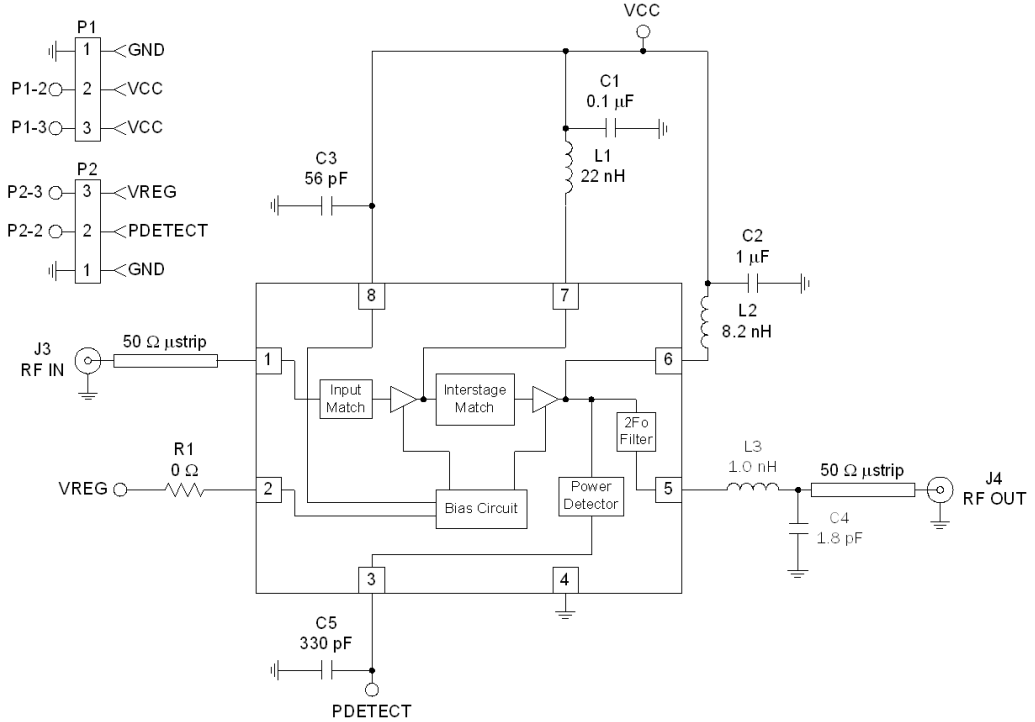 VCC
P1
1
GND
P1-2
2
VCC
P1-3
3
VCC
P2
P2-3
3
VREG
P2-2
2
PDETECT
1
GND
C1
0.1 μF
L1
22 nH
C3
56 pF
C2
1 μF
L2
8.2 nH
8
7
J3
RF IN
50 Ω μstrip
1
6
Input
Match
Interstage
Match
2Fo
Filter
R1
0 Ω
VREG
2
Bias Circuit
Power
Detector
5
L3
1.0 nH
50 Ω μstrip
J4
RF OUT
C4
1.8 pF
3
4
C5
330 pF
PDETECT